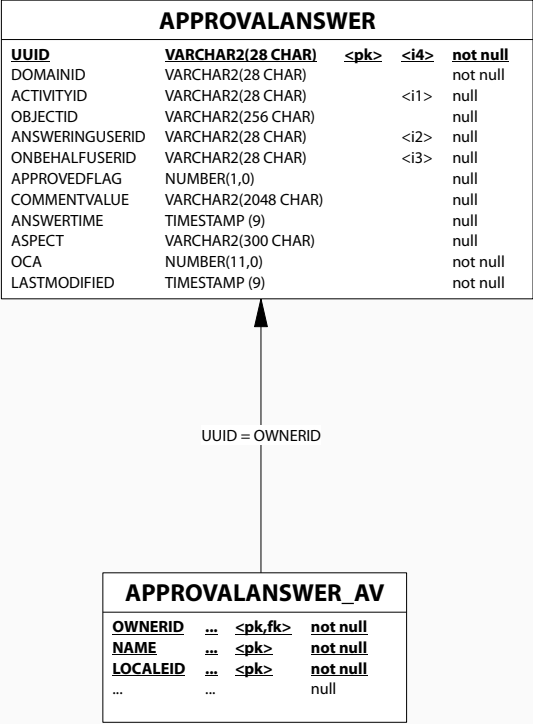 APPROVALANSWER
UUID VARCHAR2(28 CHAR) <pk> <i4> not null
DOMAINID VARCHAR2(28 CHAR) not null
ACTIVITYID VARCHAR2(28 CHAR) <i1> null
OBJECTID VARCHAR2(256 CHAR) null
ANSWERINGUSERID VARCHAR2(28 CHAR) <i2> null
ONBEHALFUSERID VARCHAR2(28 CHAR) <i3> null
APPROVEDFLAG NUMBER(1,0) null
COMMENTVALUE VARCHAR2(2048 CHAR) null
ANSWERTIME TIMESTAMP (9) null
ASPECT VARCHAR2(300 CHAR) null
OCA NUMBER(11,0) not null
LASTMODIFIED TIMESTAMP (9) not null
UUID = OWNERID
APPROVALANSWER_AV
OWNERID ... <pk,fk> not null
NAME ... <pk> not null
LOCALEID ... <pk> not null
... ... null